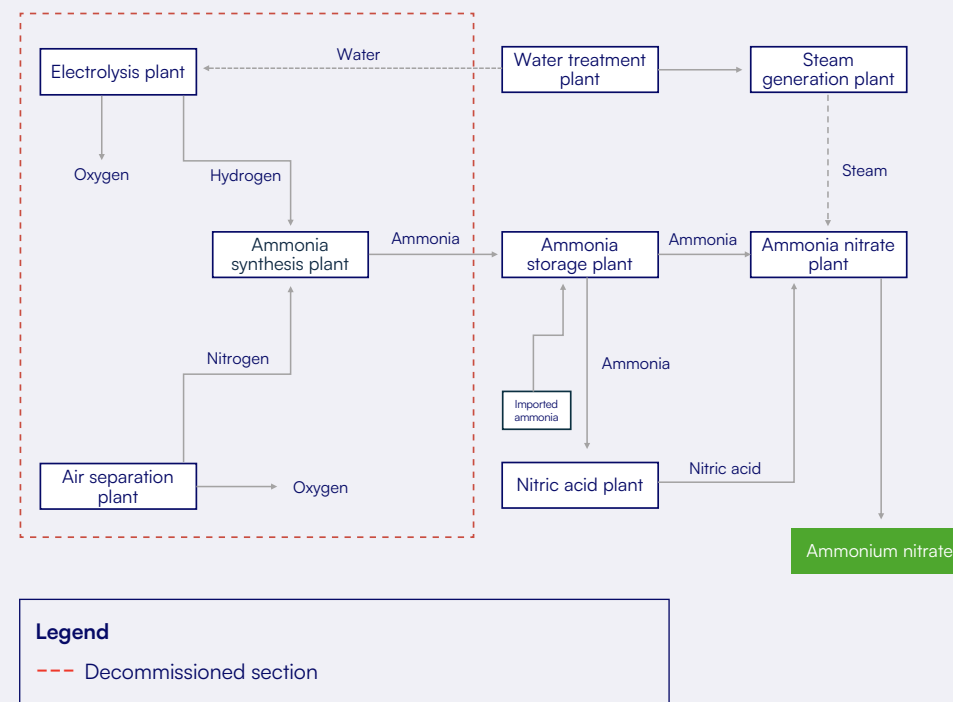 Water
Electrolysis plant
Water treatment
plant
Steam
generation plant
Oxygen
Hydrogen
Steam
Ammonia
synthesis plant
Ammonia
Ammonia
storage plant
Ammonia
Ammonia nitrate
plant
Nitrogen
Ammonia
Imported
ammonia
Air separation
plant
Oxygen
Nitric acid plant
Nitric acid
Ammonium nitrate
Legend
Decommissioned section